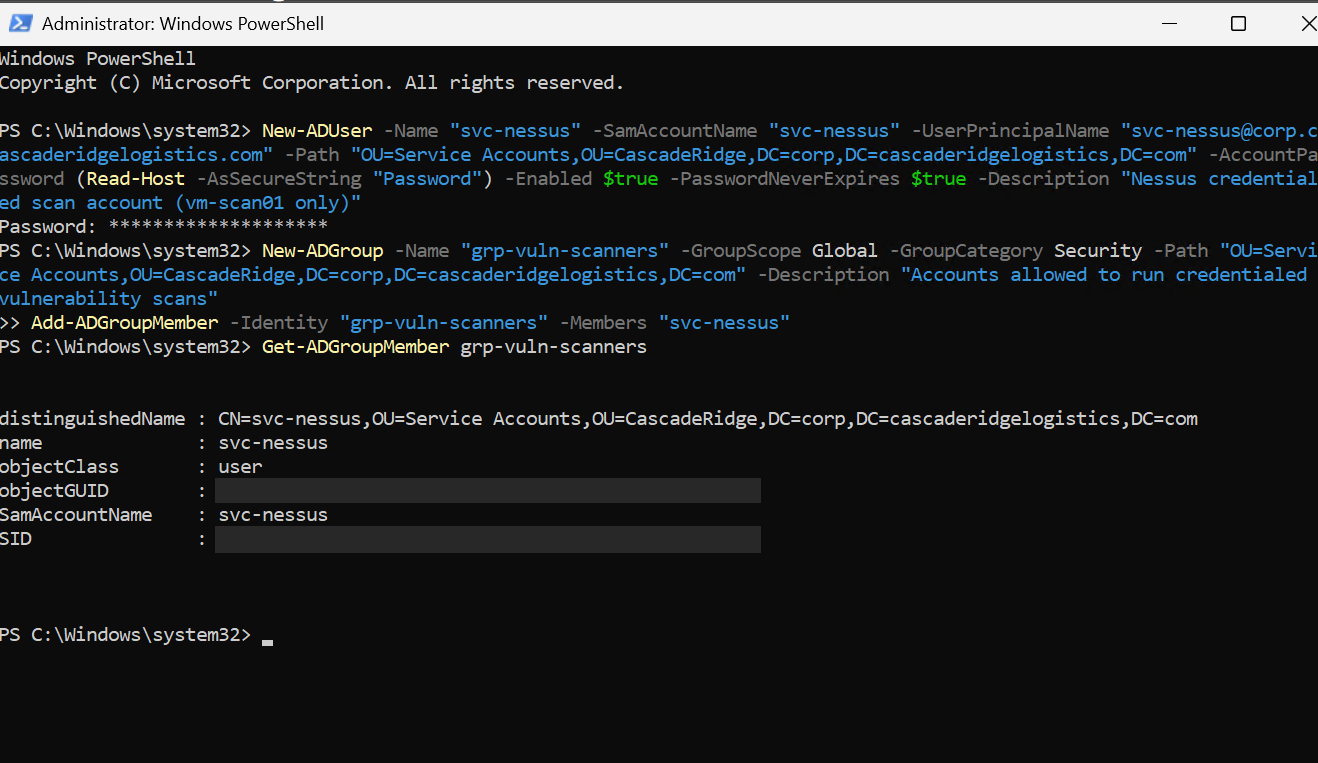 Administrator: Windows PowerShell
Windows PowerShell
Copyright (C) Microsoft Corporation. All rights reserved.
PS C:\Windows\system32> New-ADUser -Name "svc-nessus" -SamAccountName "svc-nessus" -UserPrincipalName "svc-nessus@corp.c
ascaderidgelogistics.com" -Path "OU=Service Accounts,OU=CascadeRidge,DC=corp,DC=cascaderidgelogistics,DC=com" -AccountPa
ssword (Read-Host -AsSecureString "Password") -Enabled $true -PasswordNeverExpires $true -Description "Nessus credential
ed scan account (vm-scan01 only)"
Password: ********************
PS C:\Windows\system32> New-ADGroup -Name "grp-vuln-scanners" -GroupScope Global -GroupCategory Security -Path "OU=Servi
ce Accounts,OU=CascadeRidge,DC=corp,DC=cascaderidgelogistics,DC=com" -Description "Accounts allowed to run credentialed
vulnerability scans"
>> Add-ADGroupMember -Identity "grp-vuln-scanners" -Members "svc-nessus"
PS C:\Windows\system32> Get-ADGroupMember grp-vuln-scanners
distinguishedName : CN=svc-nessus,OU=Service Accounts,OU=CascadeRidge,DC=corp,DC=cascaderidgelogistics,DC=com
name : svc-nessus
objectClass : user
objectGUID :
SamAccountName : svc-nessus
SID :
PS C:\Windows\system32>